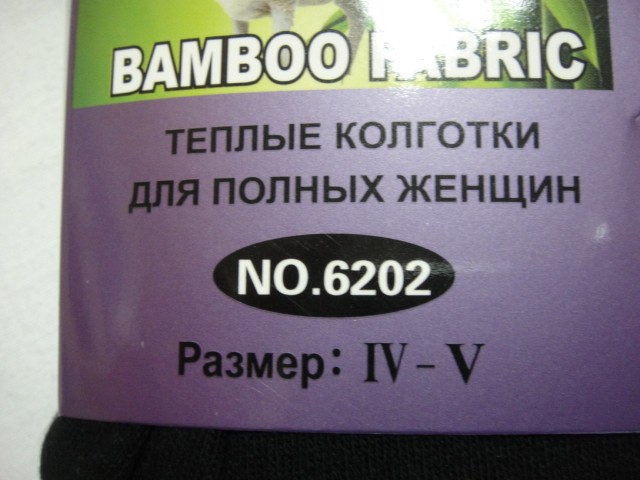 BAMBOO FABRIC
ТЕПЛЫЕ КОЛГОТКИ
ДЛЯ ПОЛНЫХ ЖЕНЩИН
NO.6202
Размер: IV - V